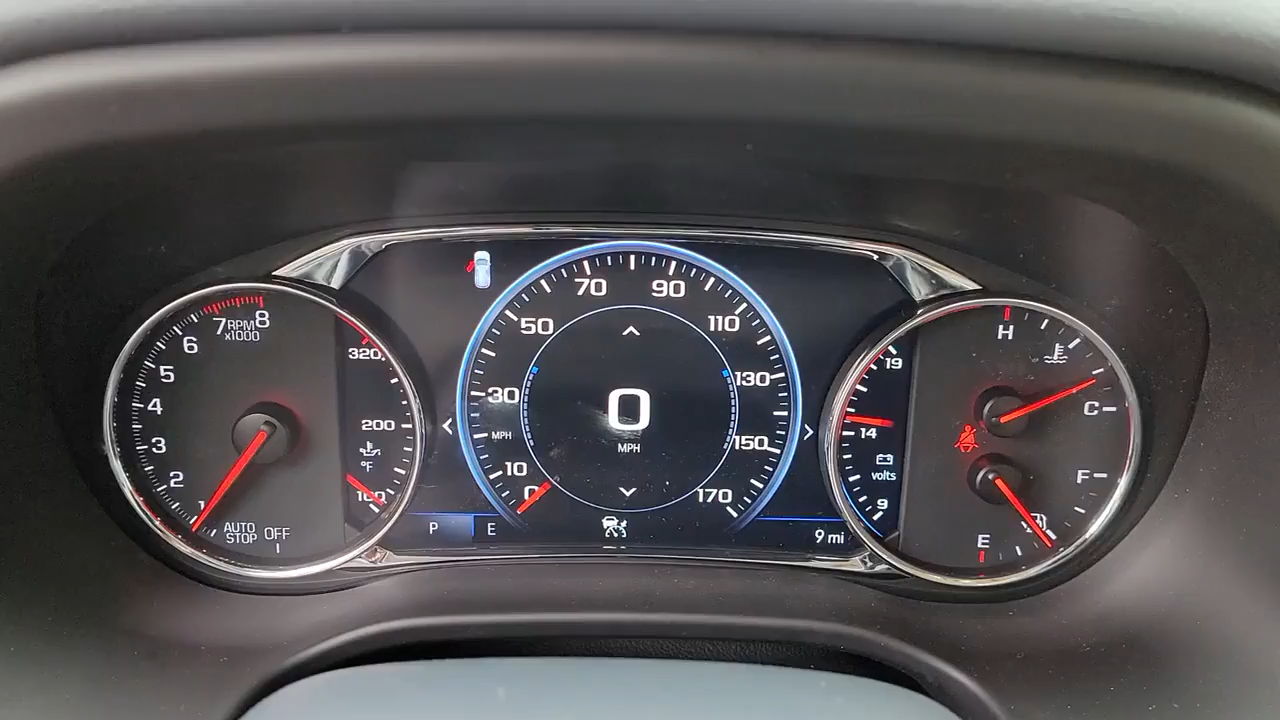 7 RPM 8
x1000
6
5
4
3
2
1
AUTO
STOP OFF
320
200
°F
100
70 90
50 110
30 130
MPH 150
10
0 170
0
MPH
P E
9 mi
19
14
volts
9
H
C
F
E